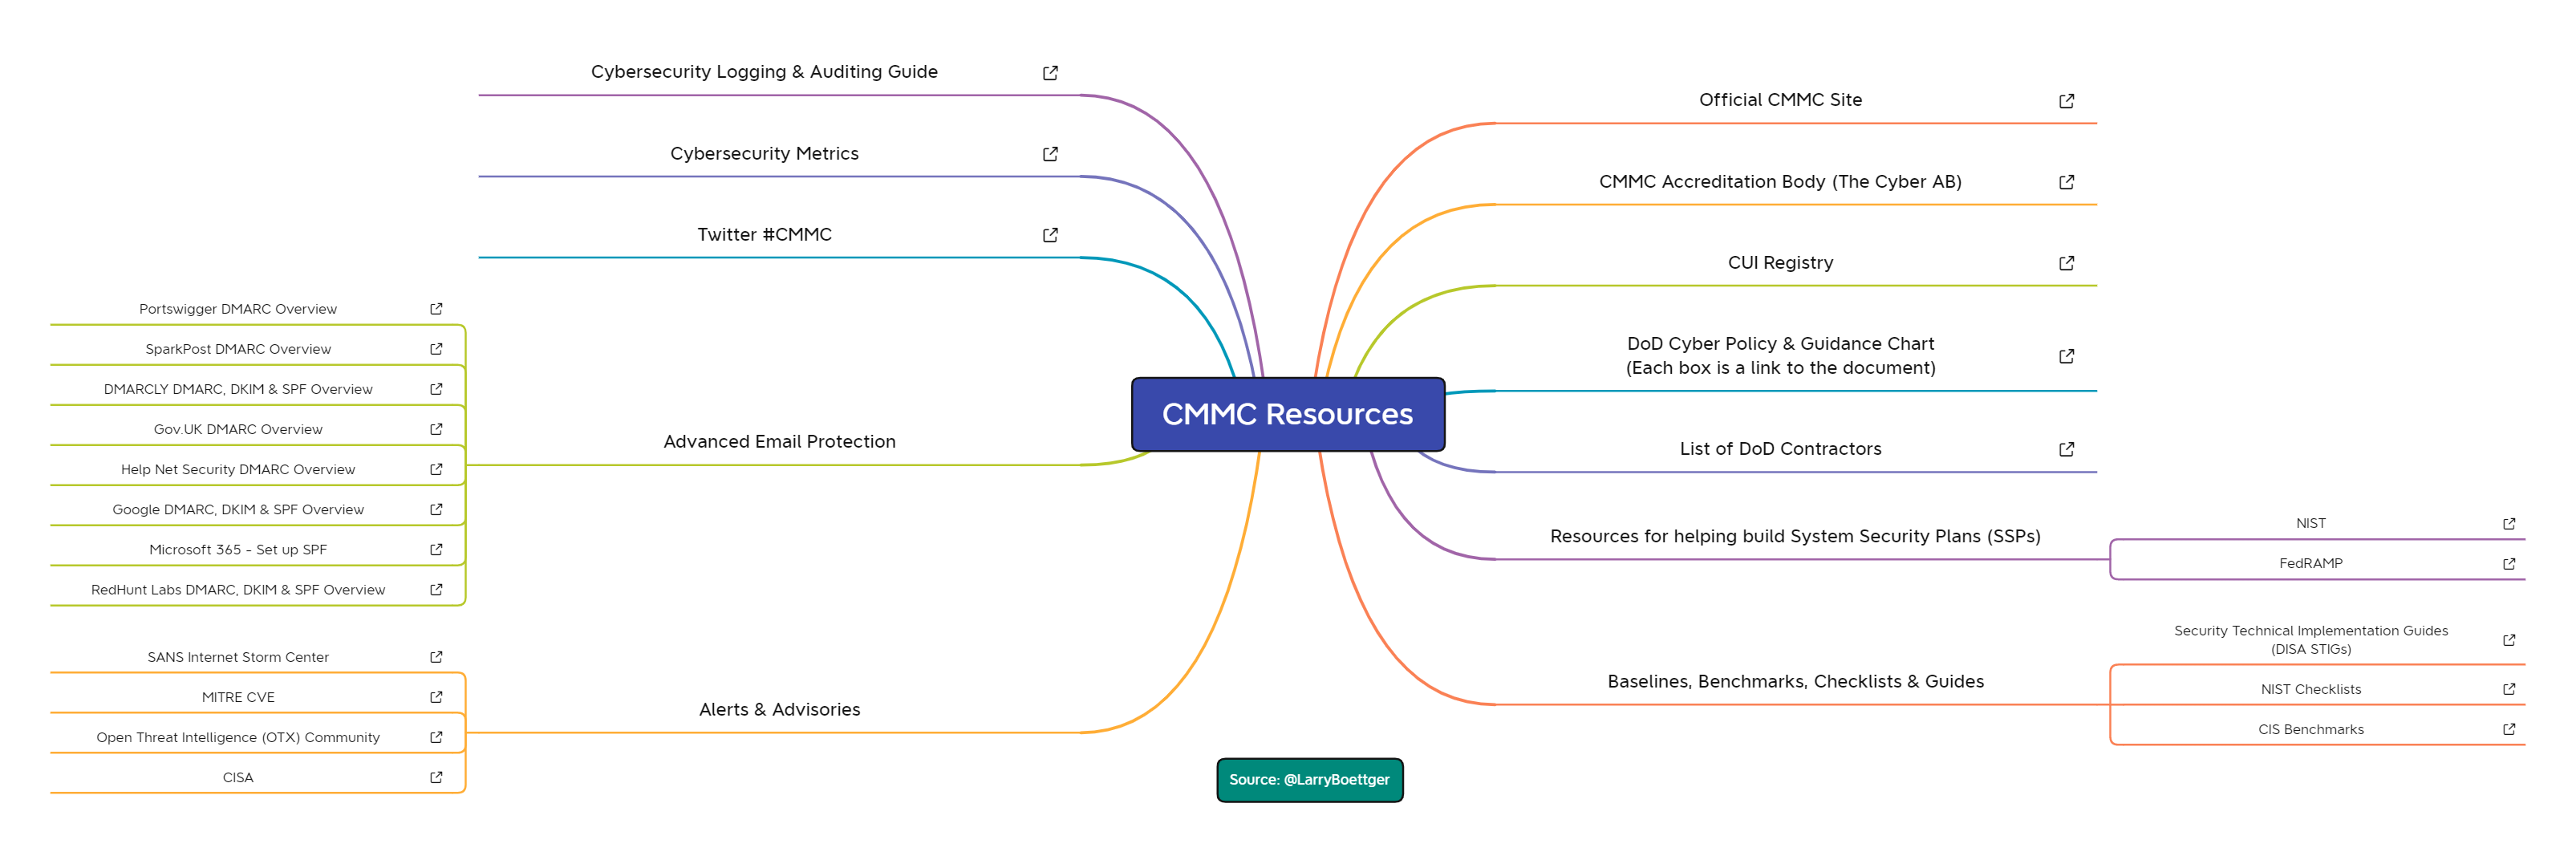 CMMC Resources
Official CMMC Site
CMMC Accreditation Body (The Cyber AB)
CUI Registry
DoD Cyber Policy & Guidance Chart
(Each box is a link to the document)
List of DoD Contractors
Resources for helping build System Security Plans (SSPs)
NIST
FedRAMP
Baselines, Benchmarks, Checklists & Guides
Security Technical Implementation Guides
(DISA STIGs)
NIST Checklists
CIS Benchmarks
Cybersecurity Logging & Auditing Guide
Cybersecurity Metrics
Twitter #CMMC
Advanced Email Protection
Portswigger DMARC Overview
SparkPost DMARC Overview
DMARCLY DMARC, DKIM & SPF Overview
Gov.UK DMARC Overview
Help Net Security DMARC Overview
Google DMARC, DKIM & SPF Overview
Microsoft 365 - Set up SPF
RedHunt Labs DMARC, DKIM & SPF Overview
Alerts & Advisories
SANS Internet Storm Center
MITRE CVE
Open Threat Intelligence (OTX) Community
CISA
Source: @LarryBoettger